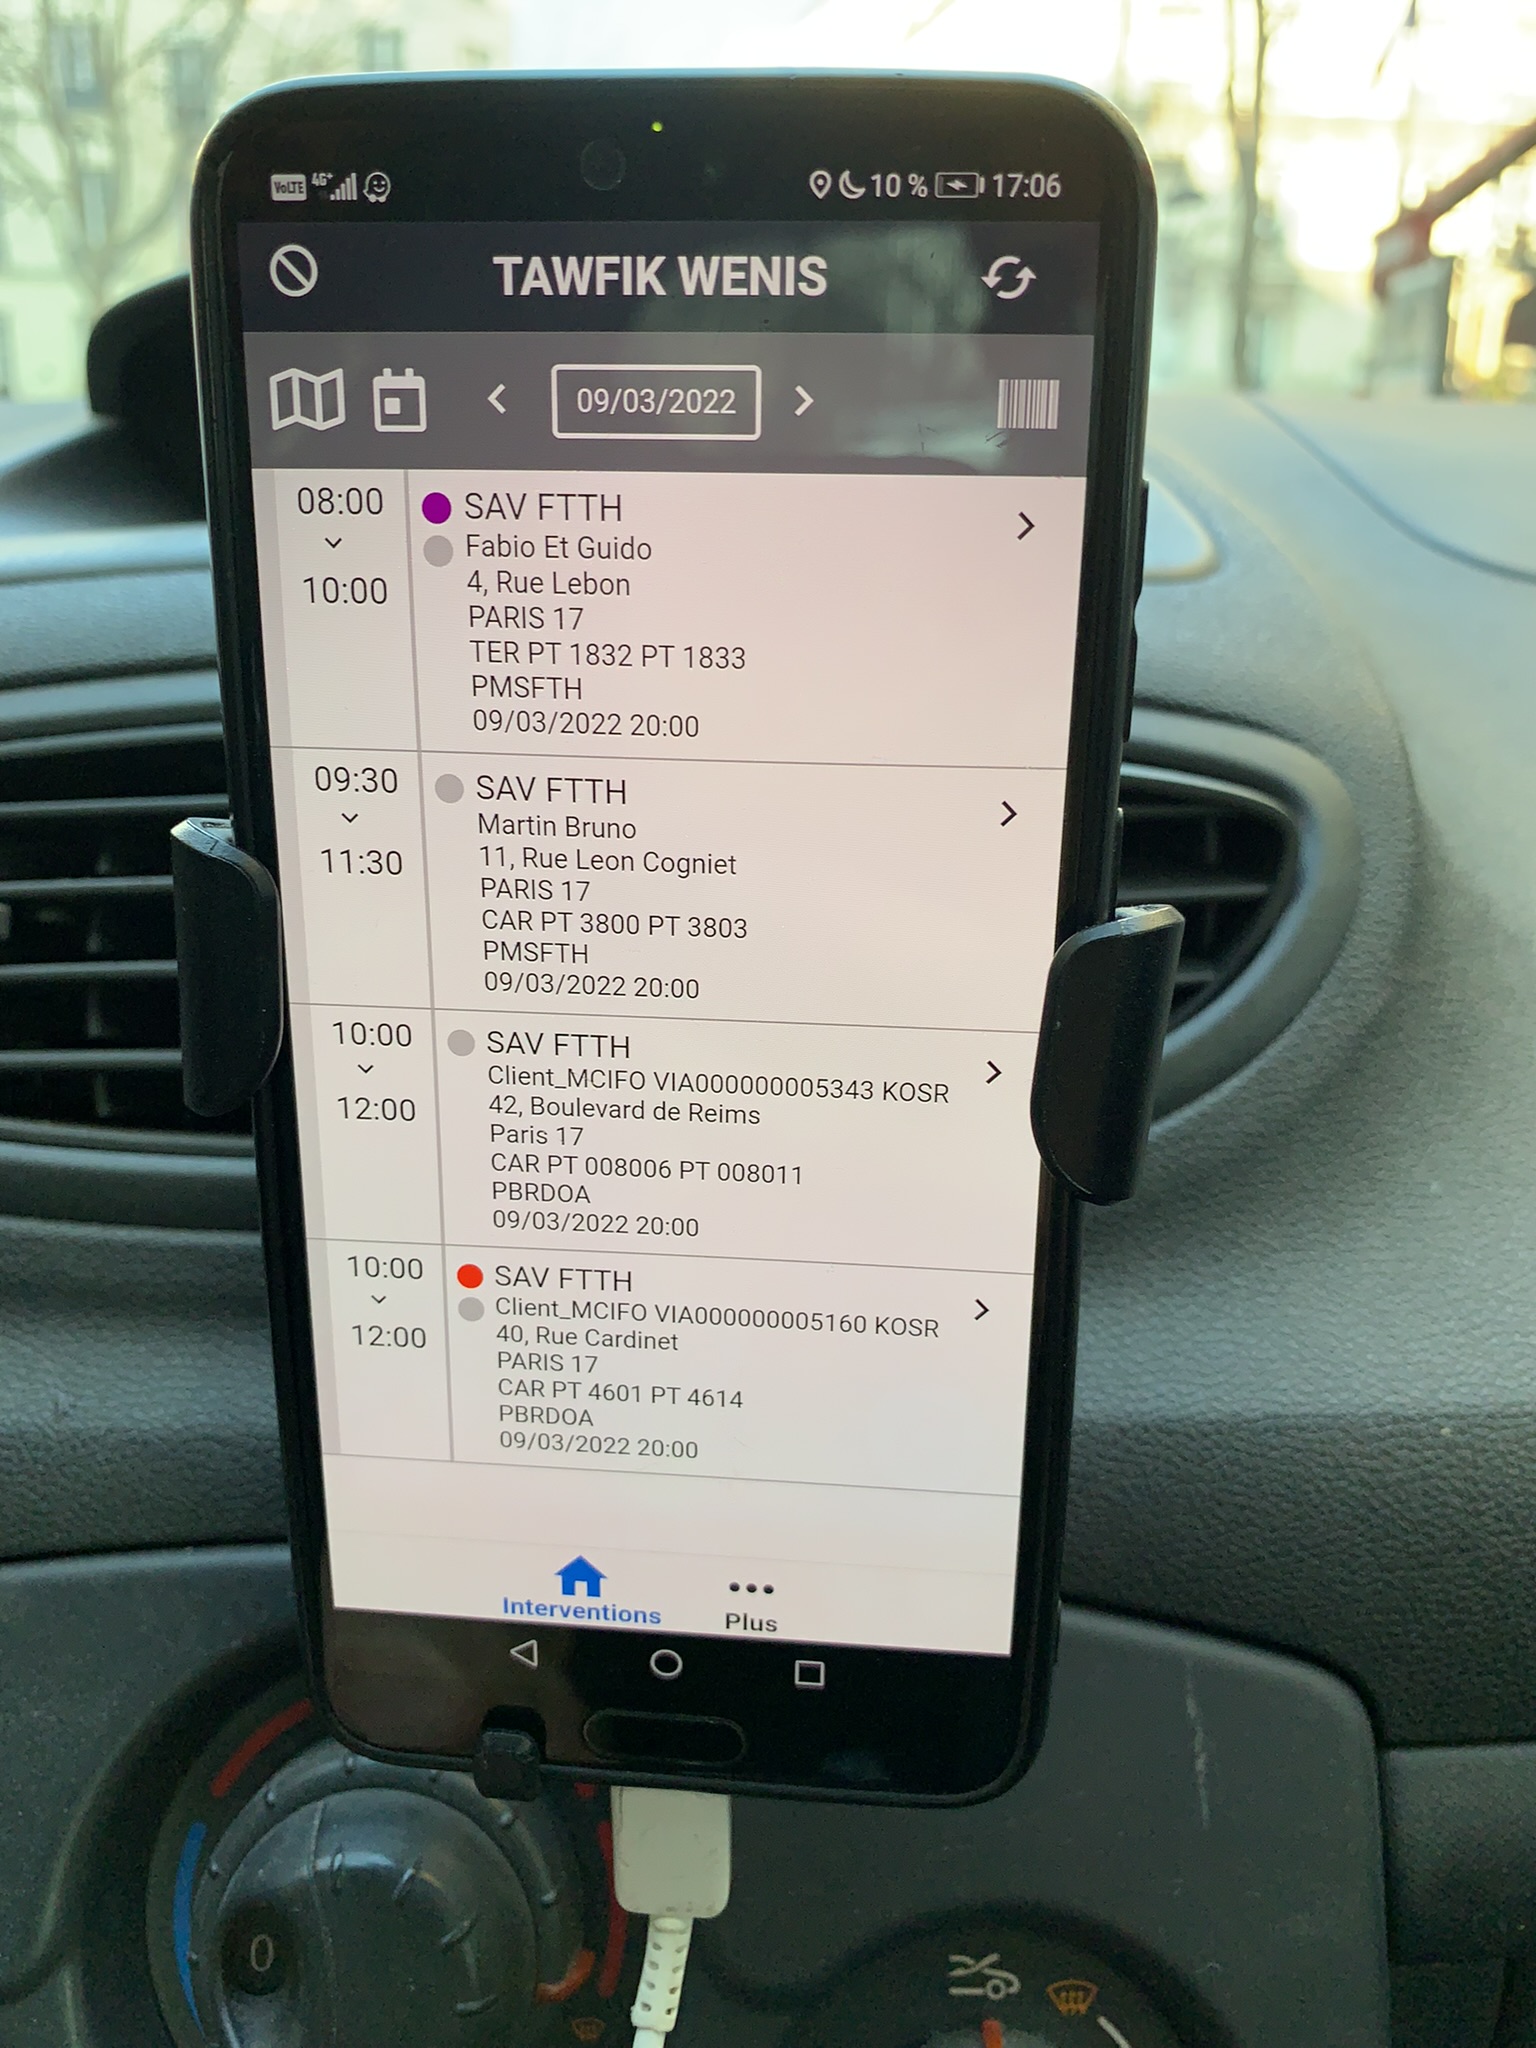 VoLTE 4G+ 10 % 17:06
TAWFIK WENIS
09/03/2022
08:00
10:00
SAV FTTH
Fabio Et Guido
4, Rue Lebon
PARIS 17
TER PT 1832 PT 1833
PMSFTH
09/03/2022 20:00
09:30
11:30
SAV FTTH
Martin Bruno
11, Rue Leon Cogniet
PARIS 17
CAR PT 3800 PT 3803
PMSFTH
09/03/2022 20:00
10:00
12:00
SAV FTTH
Client_MCIFO VIA000000005343 KOSR
42, Boulevard de Reims
Paris 17
CAR PT 008006 PT 008011
PBRDOA
09/03/2022 20:00
10:00
12:00
SAV FTTH
Client_MCIFO VIA000000005160 KOSR
40, Rue Cardinet
PARIS 17
CAR PT 4601 PT 4614
PBRDOA
09/03/2022 20:00
Interventions
Plus
0